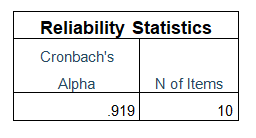 Reliability Statistics
Cronbach's
Alpha N of Items
.919 10